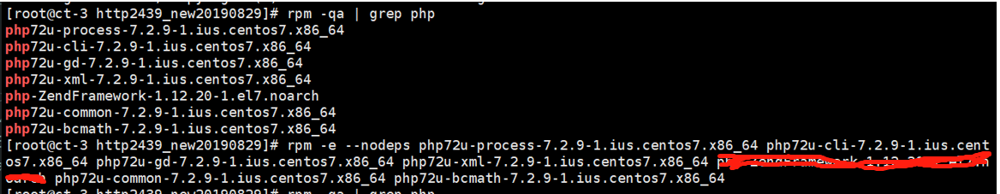 [root@ct-3 http2439_new20190829]# rpm -qa | grep php
php72u-process-7.2.9-1.ius.centos7.x86_64
php72u-cli-7.2.9-1.ius.centos7.x86_64
php72u-gd-7.2.9-1.ius.centos7.x86_64
php72u-xml-7.2.9-1.ius.centos7.x86_64
php-ZendFramework-1.12.20-1.el7.noarch
php72u-common-7.2.9-1.ius.centos7.x86_64
php72u-bcmath-7.2.9-1.ius.centos7.x86_64
[root@ct-3 http2439_new20190829]# rpm -e --nodeps php72u-process-7.2.9-1.ius.centos7.x86_64 php72u-cli-7.2.9-1.ius.cent
os7.x86_64 php72u-gd-7.2.9-1.ius.centos7.x86_64 php72u-xml-7.2.9-1.ius.centos7.x86_64
php72u-common-7.2.9-1.ius.centos7.x86_64 php72u-bcmath-7.2.9-1.ius.centos7.x86_64
[root@ct-3 http2439_new20190829]# rpm -qa | grep php